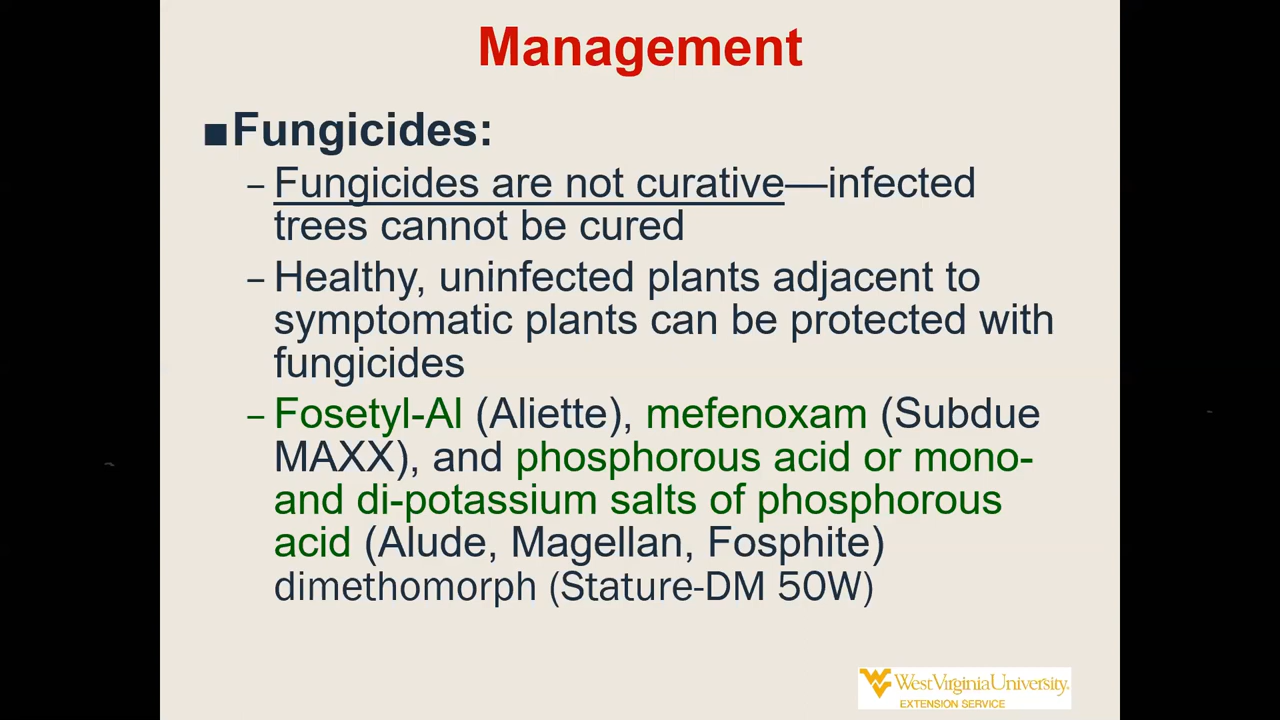 Management
■Fungicides:
–Fungicides are not curative—infected
trees cannot be cured
–Healthy, uninfected plants adjacent to
symptomatic plants can be protected with
fungicides
–Fosetyl-Al (Aliette), mefenoxam (Subdue
MAXX), and phosphorous acid or mono-
and di-potassium salts of phosphorous
acid (Alude, Magellan, Fosphite)
dimethomorph (Stature-DM 50W)
WestVirginiaUniversity.
EXTENSION SERVICE